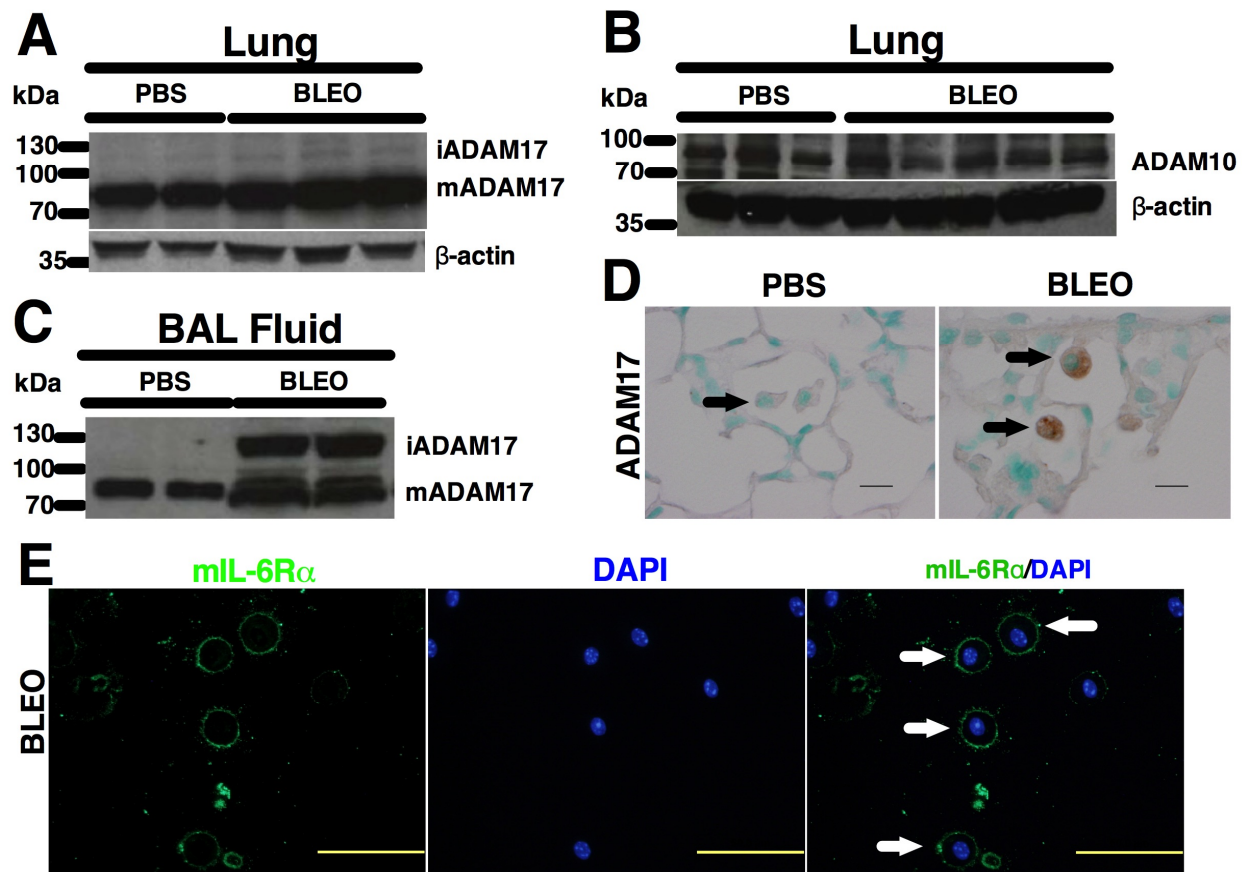 A
Lung
kDa
PBS
BLEO
130
100
70
iADAM17
mADAM17
35
β-actin
B
Lung
kDa
PBS
BLEO
100
70
ADAM10
35
β-actin
C
BAL Fluid
kDa
PBS
BLEO
130
100
70
iADAM17
mADAM17
D
PBS
BLEO
ADAM17
E
mIL-6Rα
DAPI
mIL-6Rα/DAPI
BLEO